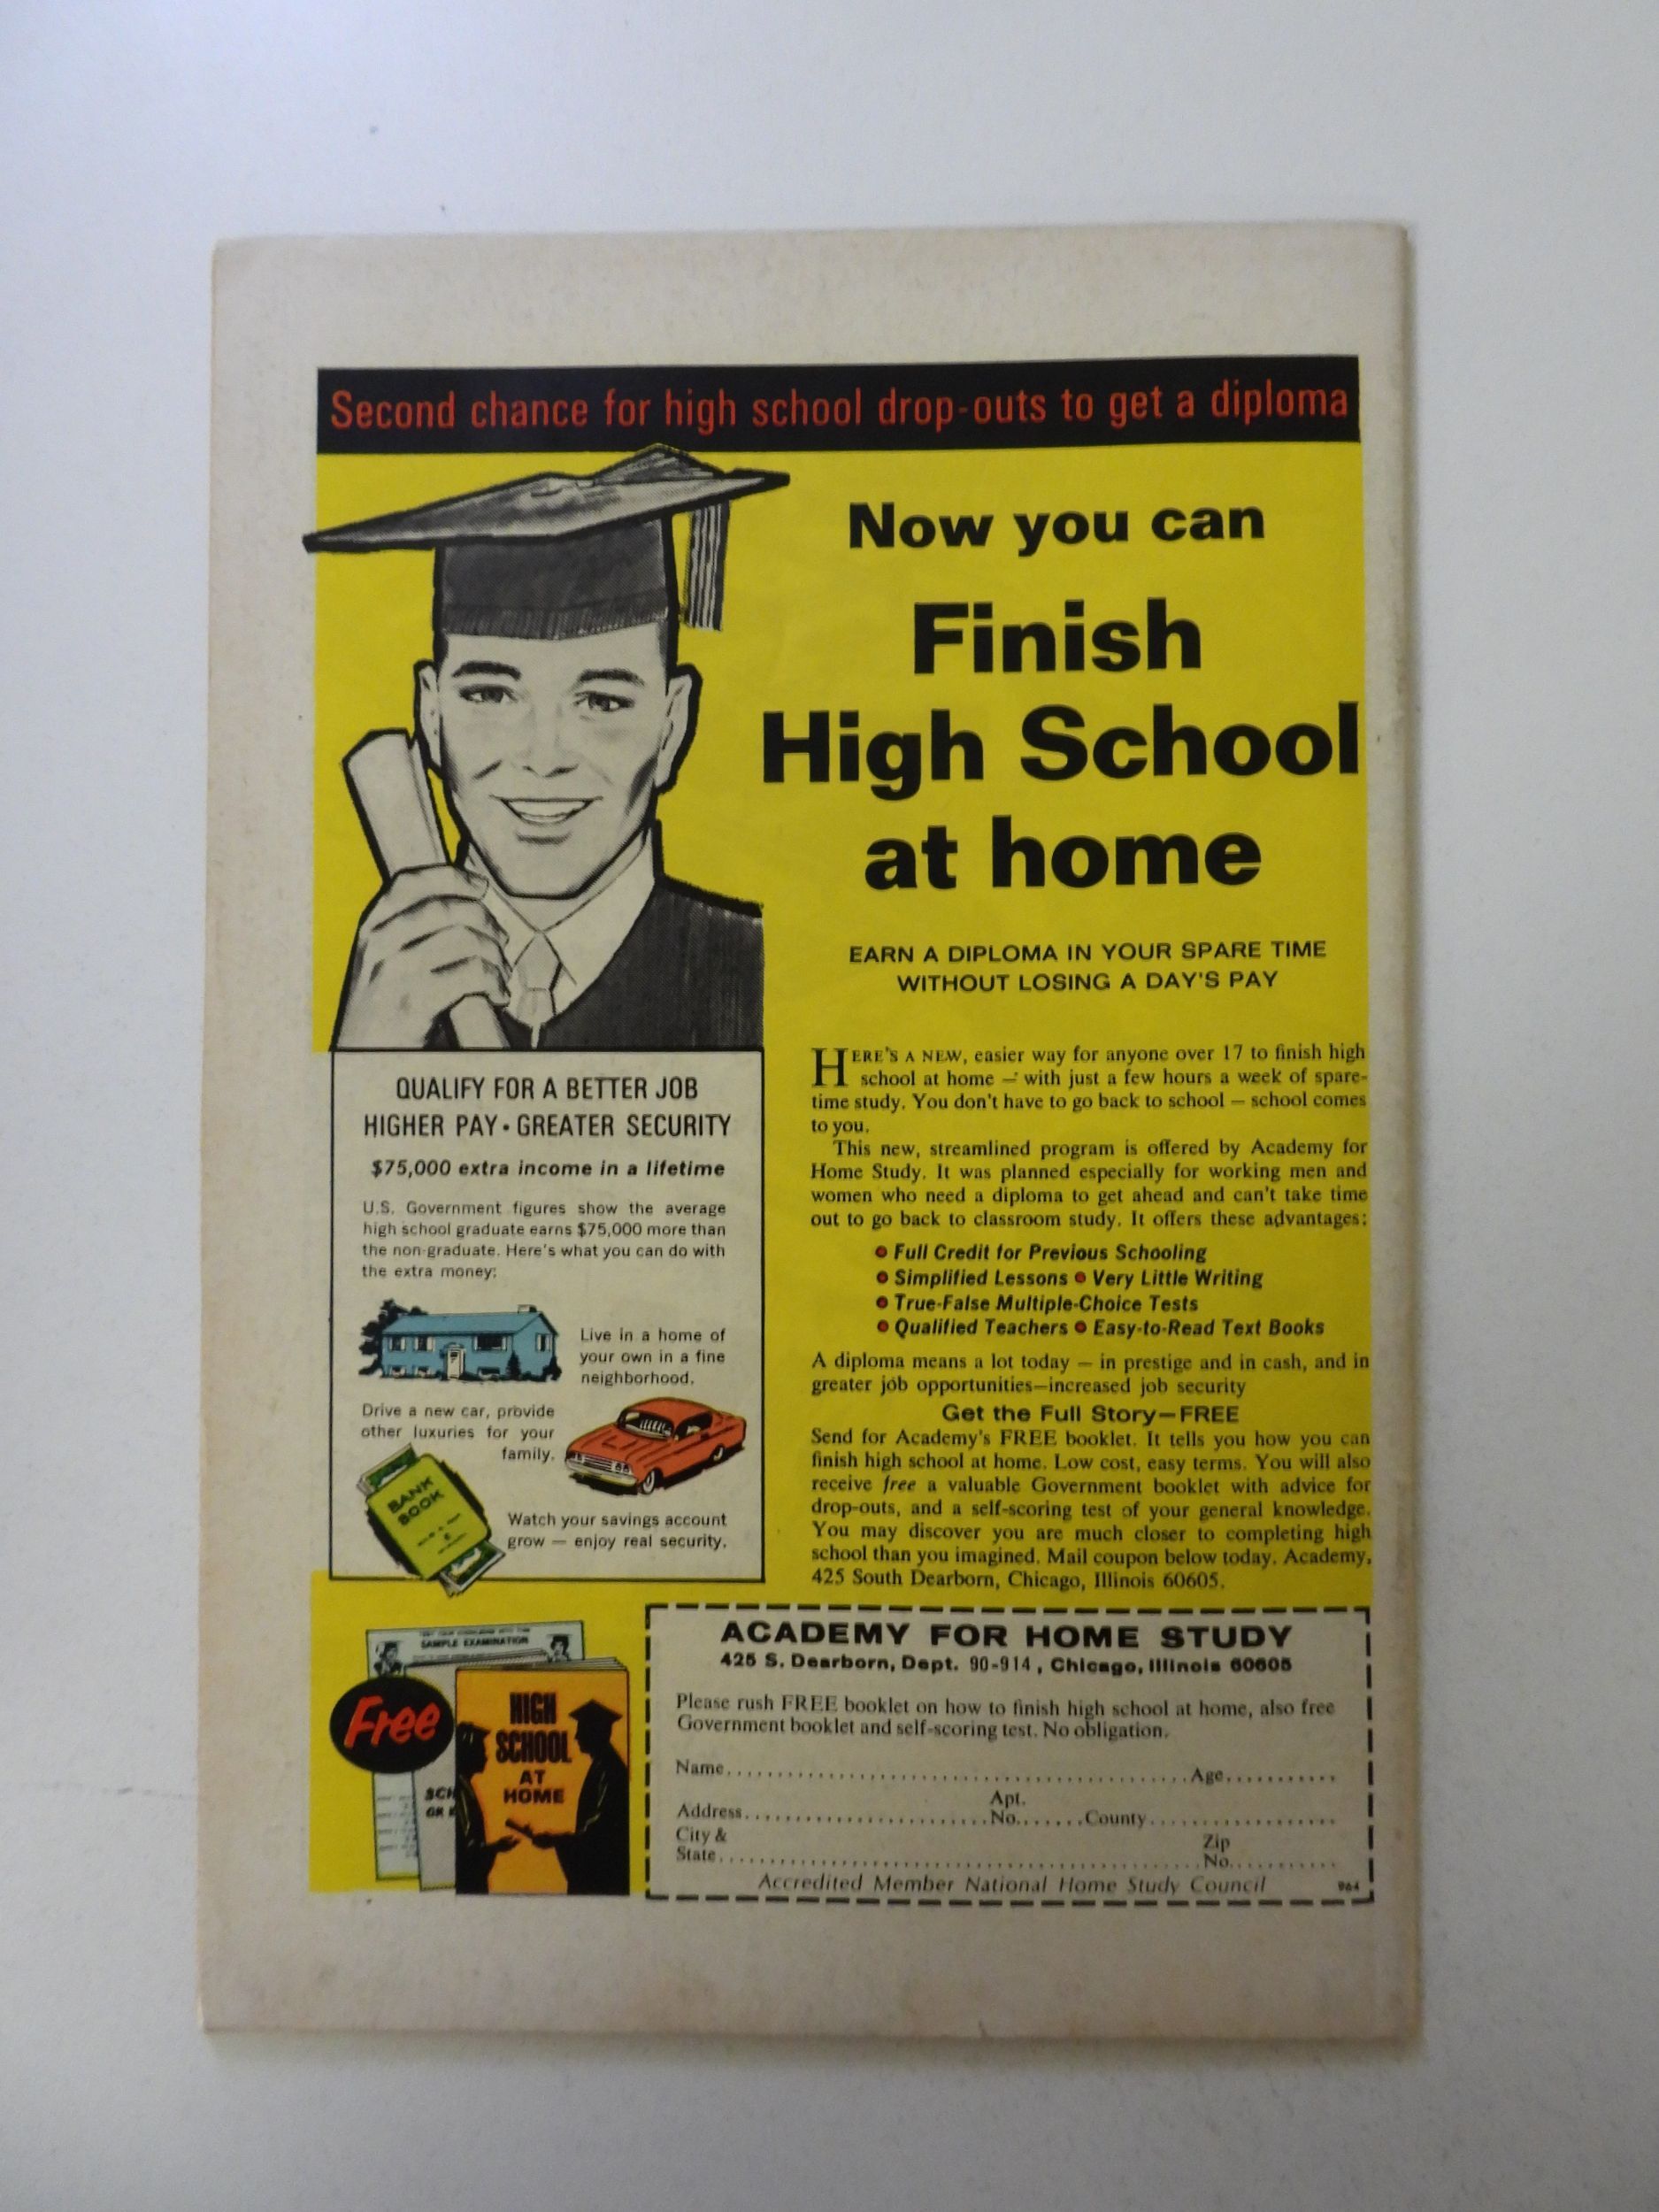 Second chance for high school drop-outs to get a diploma
Now you can
Finish
High School
at home
EARN A DIPLOMA IN YOUR SPARE TIME
WITHOUT LOSING A DAY'S PAY
QUALIFY FOR A BETTER JOB
HIGHER PAY • GREATER SECURITY
$75,000 extra income in a lifetime
U.S. Government figures show the average
high school graduate earns $75,000 more than
the non-graduate. Here's what you can do with
the extra money:
Live in a home of
your own in a fine
neighborhood.
Drive a new car, provide
other luxuries for your
family.
BANK
BOOK
Watch your savings account
grow — enjoy real security.
HERE'S A NEW, easier way for anyone over 17 to finish high
school at home — with just a few hours a week of spare-
time study. You don't have to go back to school — school comes
to you.
This new, streamlined program is offered by Academy for
Home Study. It was planned especially for working men and
women who need a diploma to get ahead and can't take time
out to go back to classroom study. It offers these advantages:
• Full Credit for Previous Schooling
• Simplified Lessons • Very Little Writing
• True-False Multiple-Choice Tests
• Qualified Teachers • Easy-to-Read Text Books
A diploma means a lot today — in prestige and in cash, and in
greater job opportunities—increased job security
Get the Full Story—FREE
Send for Academy's FREE booklet. It tells you how you can
finish high school at home. Low cost, easy terms. You will also
receive free a valuable Government booklet with advice for
drop-outs, and a self-scoring test of your general knowledge.
You may discover you are much closer to completing high
school than you imagined. Mail coupon below today. Academy,
425 South Dearborn, Chicago, Illinois 60605.
SAMPLE EXAMINATION
Free
SCH
GR
HIGH
SCHOOL
AT
HOME
ACADEMY FOR HOME STUDY
425 S. Dearborn, Dept. 90-914, Chicago, Illinois 60605
Please rush FREE booklet on how to finish high school at home, also free
Government booklet and self-scoring test. No obligation.
Name........................................Age...........
Apt.
Address........................No.......County..................
City &
Zip
State........................................No...........
Accredited Member National Home Study Council 964